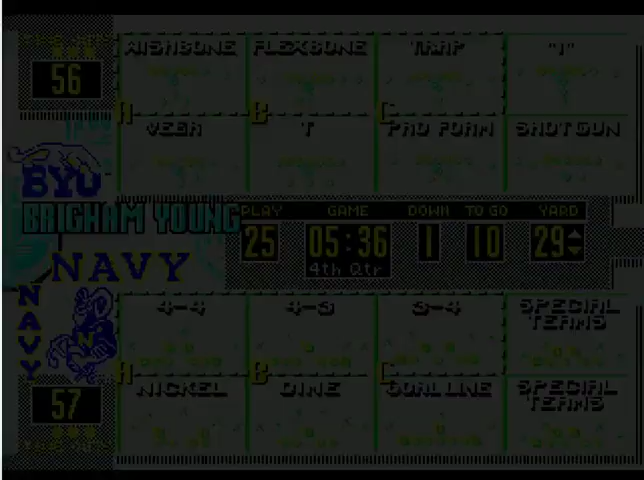 WISHBONE FLEXBONE TRAP "I"
56
A B C
VEER T PRO FORM SHOTGUN
BYU
BRIGHAM YOUNG
PLAY GAME DOWN TO GO YARD
25 05:36 1 10 29
4th Qtr
NAVY
NAVY
4-4 4-3 3-4 SPECIAL TEAMS
N
A B C
NICKEL DIME GOAL LINE SPECIAL TEAMS
57